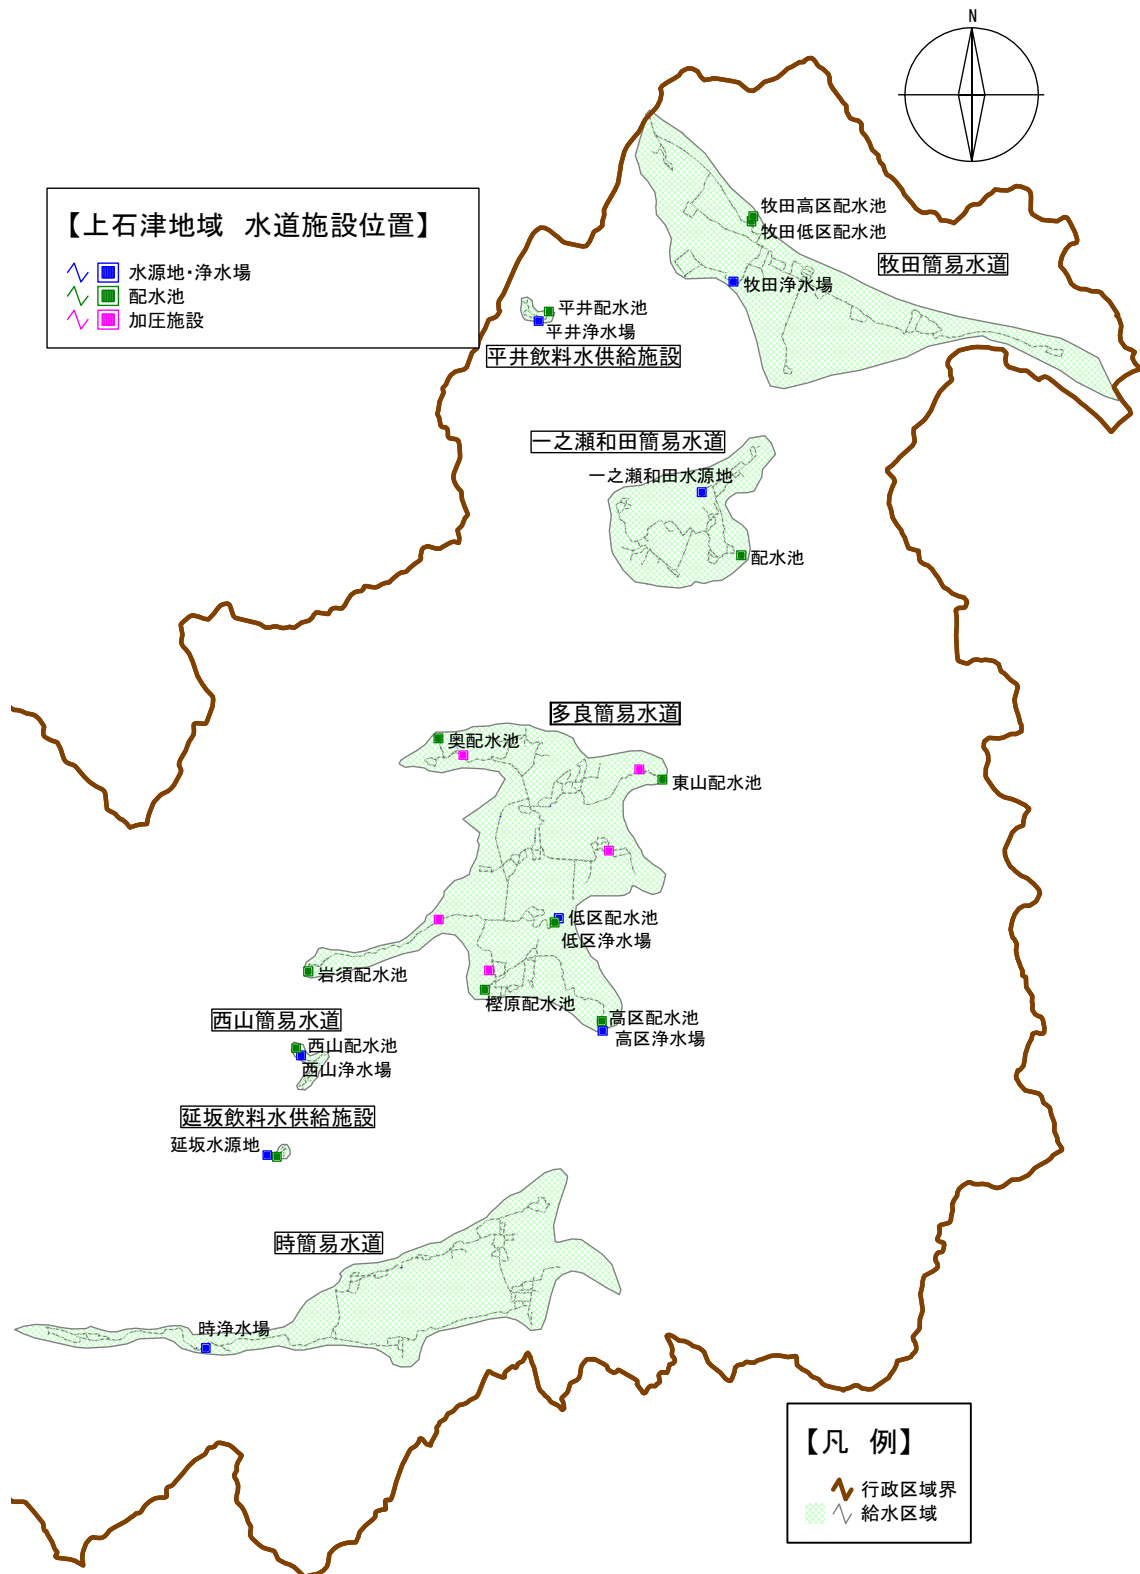 N
【上石津地域 水道施設位置】
水源地・浄水場
配水池
加圧施設
牧田高区配水池
牧田低区配水池
牧田簡易水道
牧田浄水場
平井配水池
平井浄水場
平井飲料水供給施設
一之瀬和田簡易水道
一之瀬和田水源地
配水池
多良簡易水道
奥配水池
東山配水池
低区配水池
低区浄水場
岩須配水池
樫原配水池
高区配水池
高区浄水場
西山簡易水道
西山配水池
西山浄水場
延坂飲料水供給施設
延坂水源地
時簡易水道
時浄水場
【凡 例】
行政区域界
給水区域